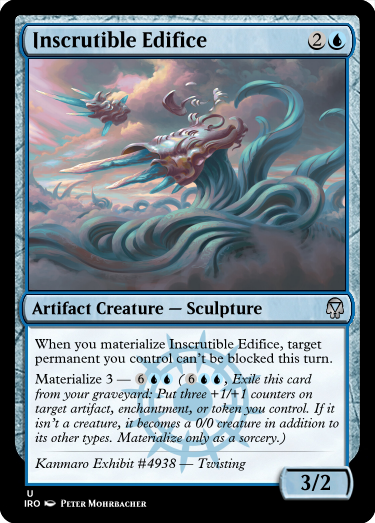 Inscrutible Edifice 2
Artifact Creature — Sculpture
When you materialize Inscrutible Edifice, target
permanent you control can't be blocked this turn.
Materialize 3 — 6 ( 6 , Exile this card
from your graveyard: Put three +1/+1 counters on
target artifact, enchantment, or token you control. If it
isn't a creature, it becomes a 0/0 creature in addition to
its other types. Materialize only as a sorcery.)
Kanmaro Exhibit #4938 — Twisting
3/2
U
IRO Peter Mohrbacher